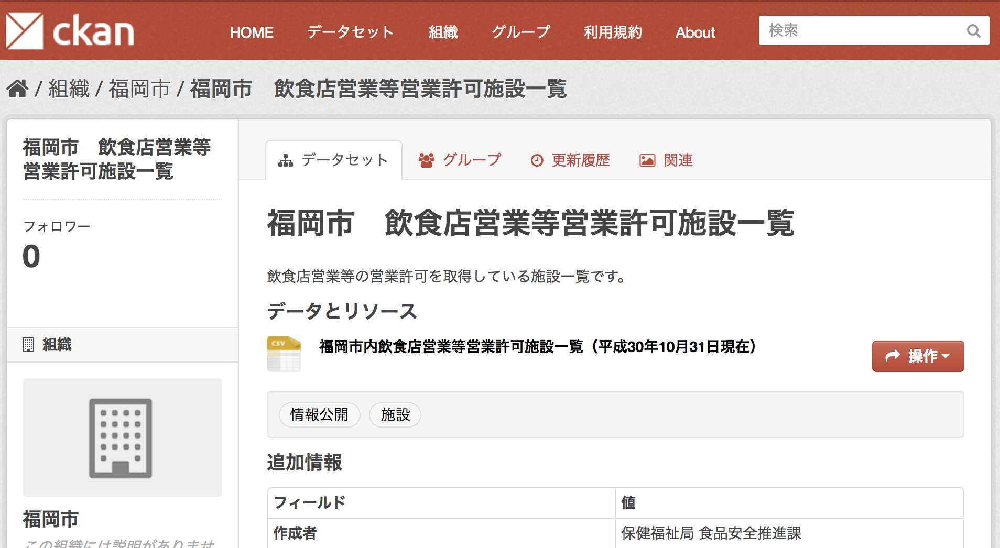 ckan
HOME データセット 組織 グループ 利用規約 About 検索
/ 組織 / 福岡市 / 福岡市　飲食店営業等営業許可施設一覧
福岡市　飲食店営業等
営業許可施設一覧
フォロワー
0
組織
福岡市
この組織には説明がありませ
データセット グループ 更新履歴 関連
福岡市　飲食店営業等営業許可施設一覧
飲食店営業等の営業許可を取得している施設一覧です。
データとリソース
CSV
福岡市内飲食店営業等営業許可施設一覧（平成30年10月31日現在）
操作
情報公開 施設
追加情報
フィールド 値
作成者 保健福祉局 食品安全推進課